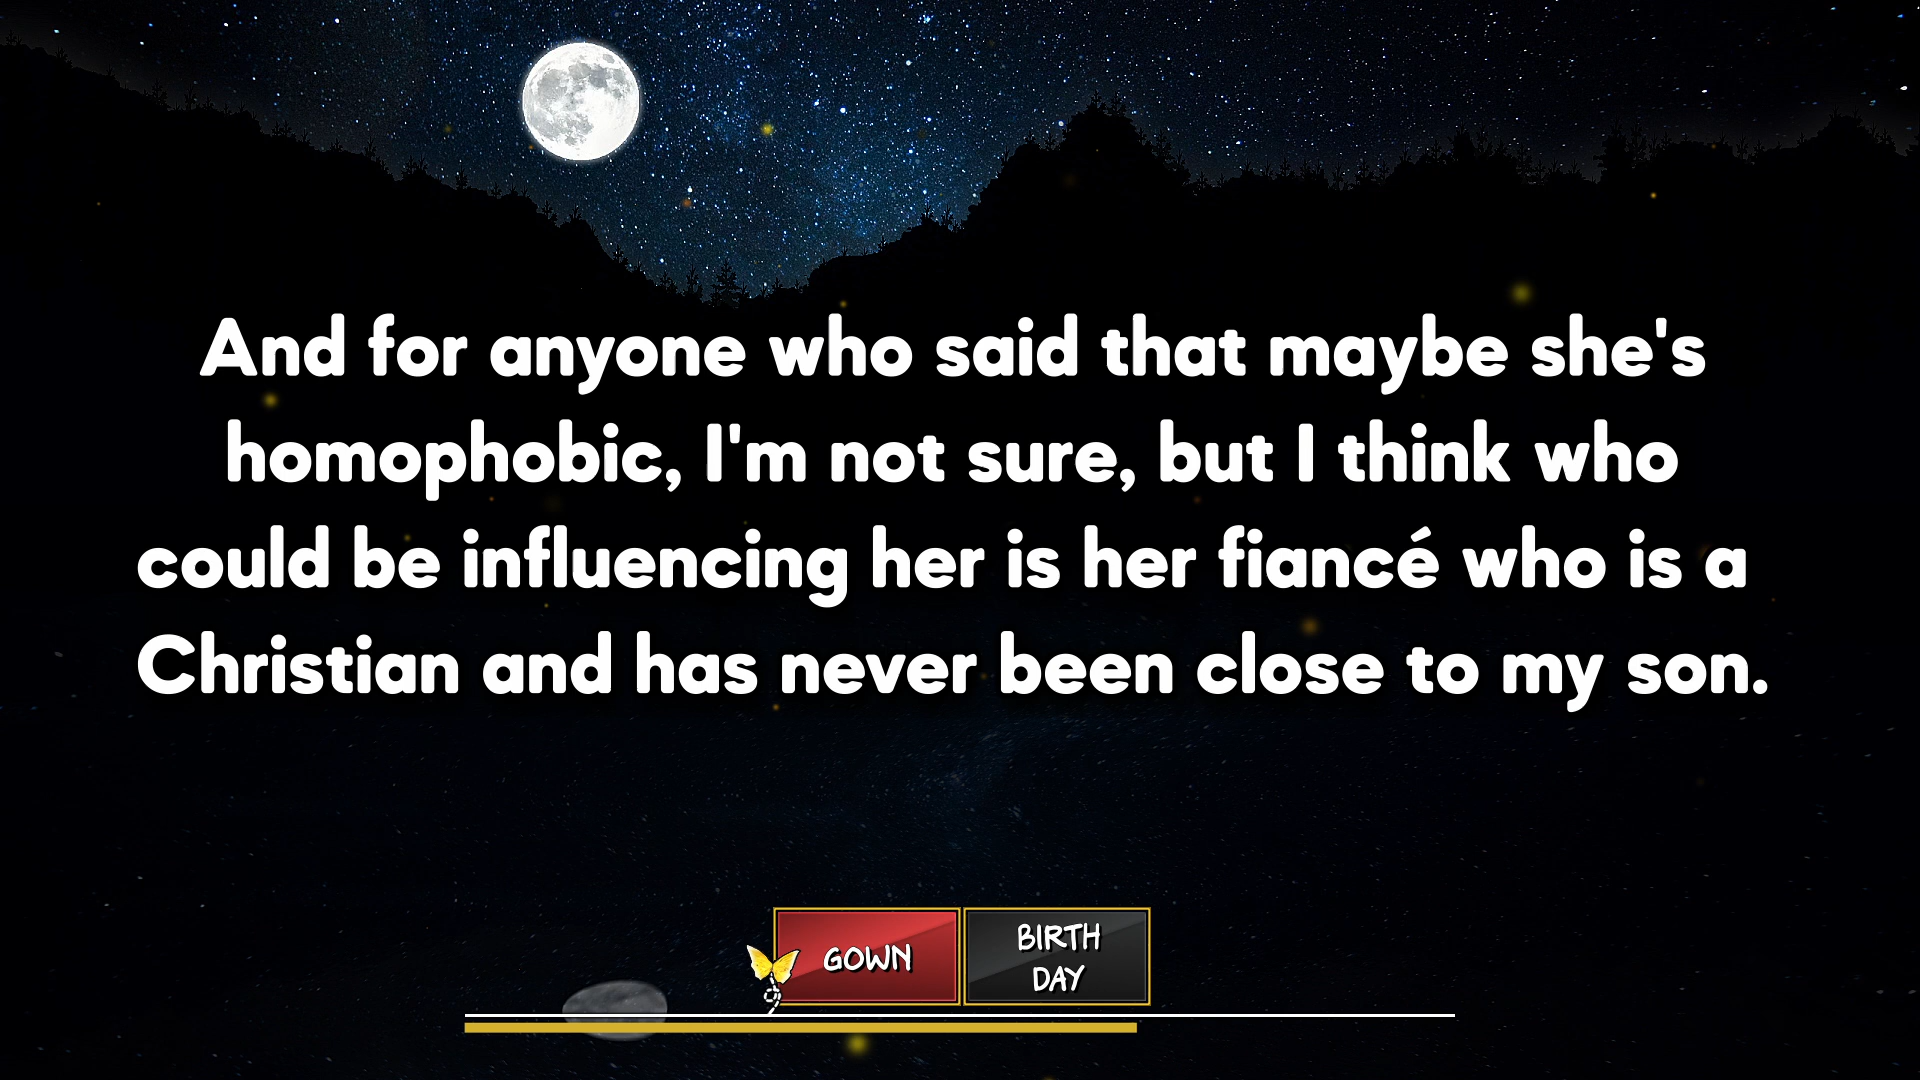 And for anyone who said that maybe she's
homophobic, I'm not sure, but I think who
could be influencing her is her fiancé who is a
Christian and has never been close to my son.
GOWN
BIRTH
DAY